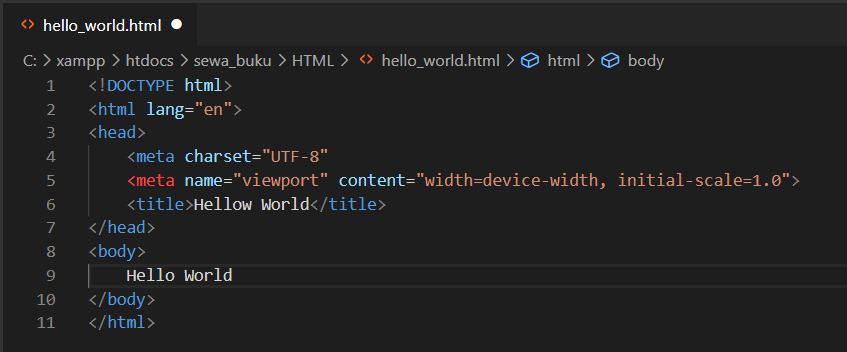 hello_world.html
C: > xampp > htdocs > sewa_buku > HTML > hello_world.html > html > body
1 <!DOCTYPE html>
2 <html lang="en">
3 <head>
4     <meta charset="UTF-8"
5     <meta name="viewport" content="width=device-width, initial-scale=1.0">
6     <title>Hellow World</title>
7 </head>
8 <body>
9     Hello World
10 </body>
11 </html>